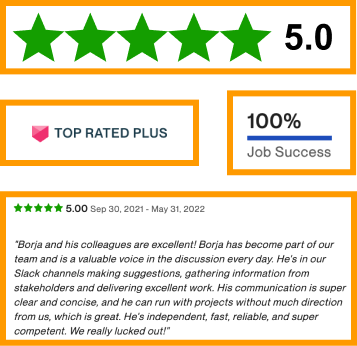 5.0
TOP RATED PLUS
100%
Job Success
5.00 Sep 30, 2021 - May 31, 2022
"Borja and his colleagues are excellent! Borja has become part of our
team and is a valuable voice in the discussion every day. He's in our
Slack channels making suggestions, gathering information from
stakeholders and delivering excellent work. His communication is super
clear and concise, and he can run with projects without much direction
from us, which is great. He's independent, fast, reliable, and super
competent. We really lucked out!"